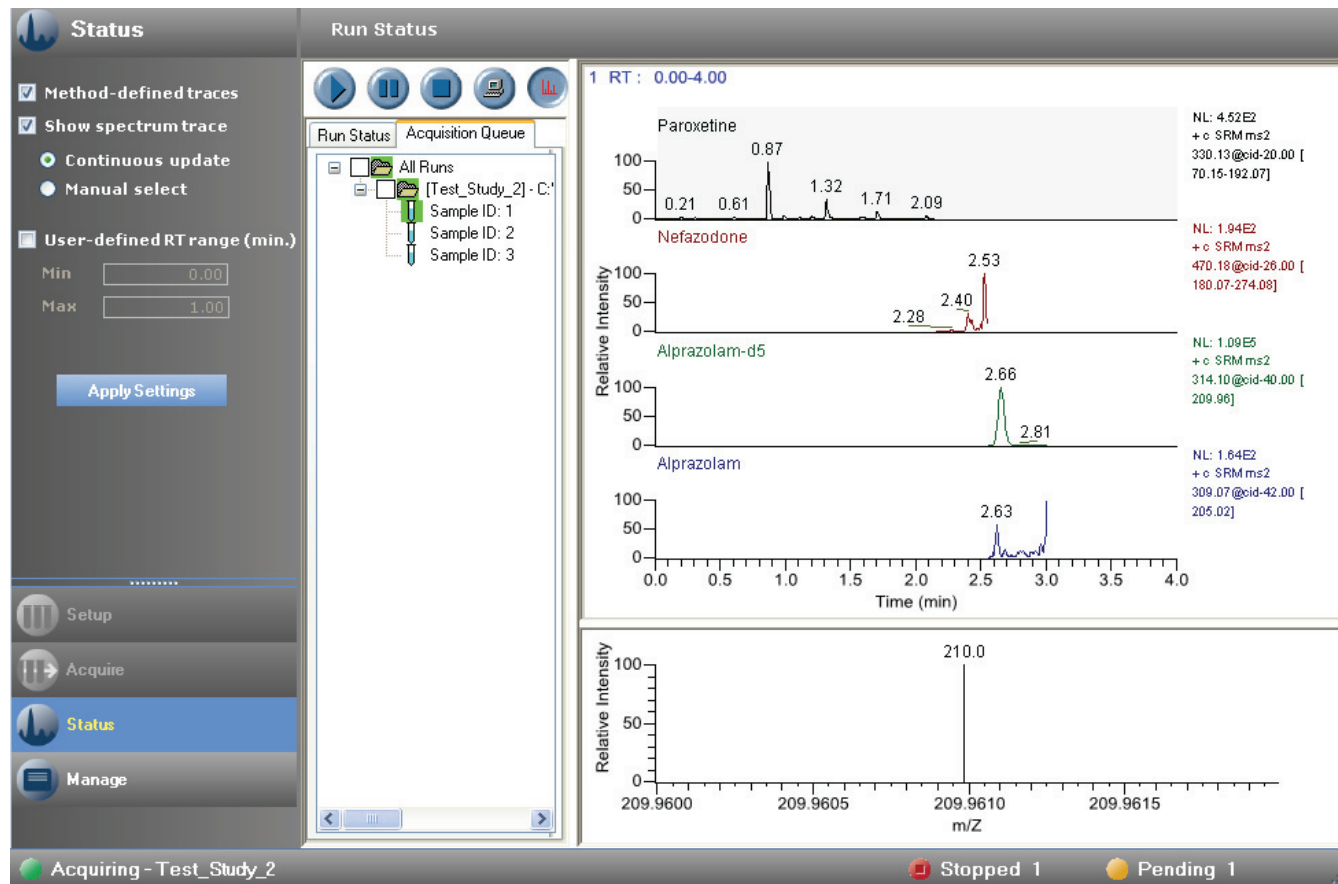 Status
Run Status
Method-defined traces
Show spectrum trace
Continuous update
Manual select
User-defined RT range (min.)
Min 0.00
Max 1.00
Apply Settings
Setup
Acquire
Status
Manage
Run Status Acquisition Queue
All Runs
[Test_Study_2] - C:'
Sample ID: 1
Sample ID: 2
Sample ID: 3
1 RT : 0.00-4.00
Relative Intensity
Paroxetine
100
50
0
0.21 0.61 0.87 1.32 1.71 2.09
NL: 4.52E2
+ c SRM ms2
330.13@cid-20.00 [
70.15-192.07]
Nefazodone
100
50
0
2.28 2.40 2.53
NL: 1.94E2
+ c SRM ms2
470.18@cid-26.00 [
180.07-274.08]
Alprazolam-d5
100
50
0
2.66 2.81
NL: 1.09E5
+ c SRM ms2
314.10@cid-40.00 [
209.96]
Alprazolam
100
50
0
2.63
NL: 1.64E2
+ c SRM ms2
309.07@cid-42.00 [
205.02]
0.0 0.5 1.0 1.5 2.0 2.5 3.0 3.5 4.0
Time (min)
Relative Intensity
100
50
0
210.0
209.9600 209.9605 209.9610 209.9615
m/Z
Acquiring - Test_Study_2
Stopped 1
Pending 1